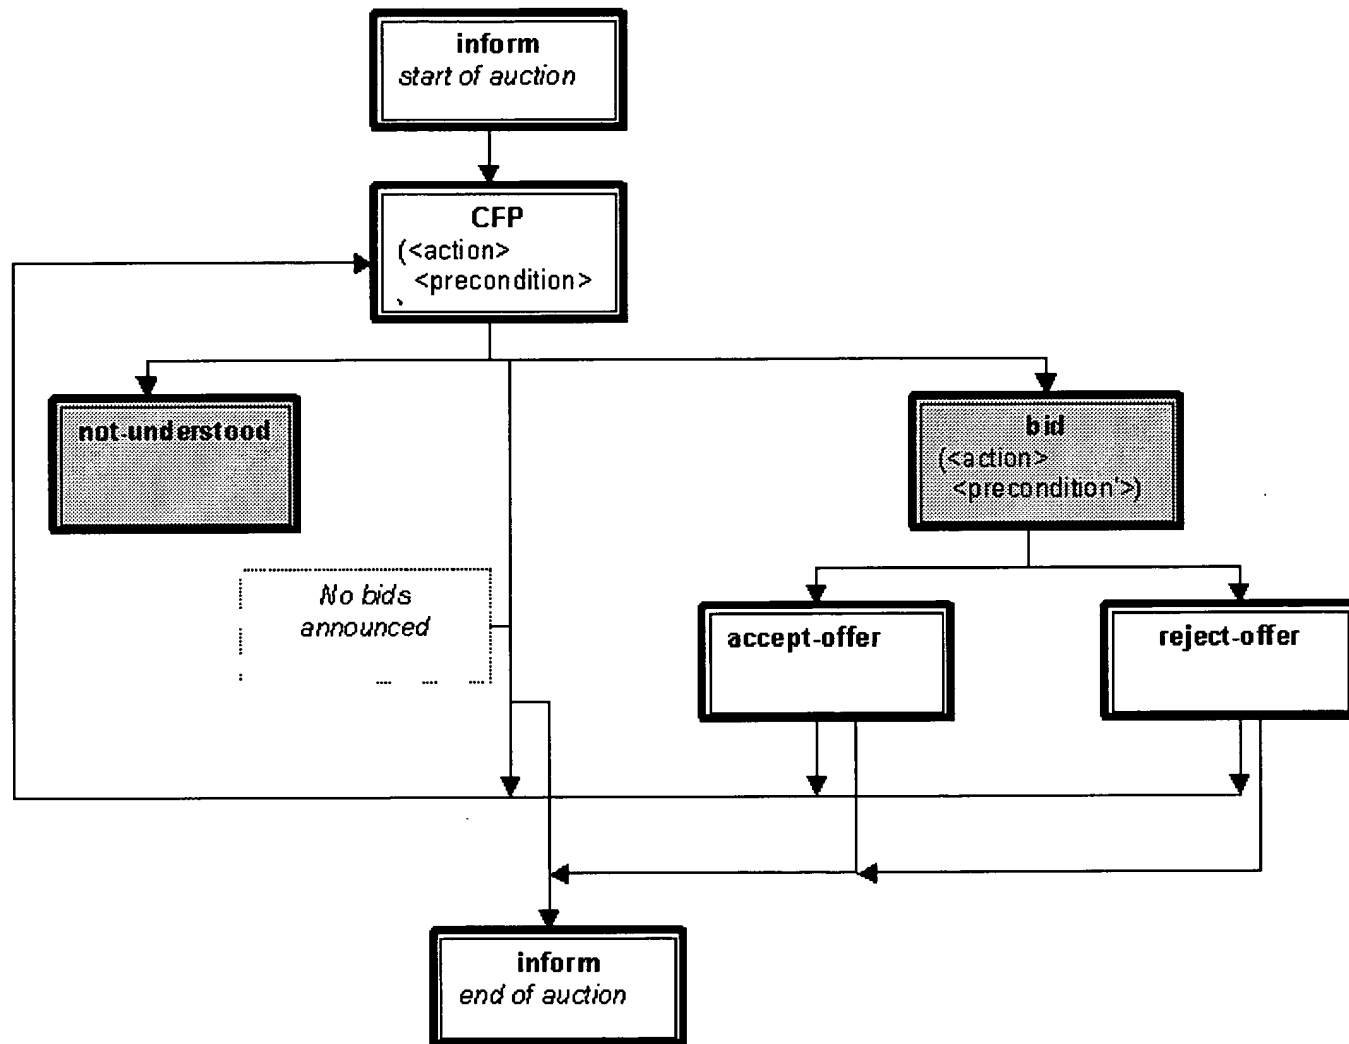 inform
start of auction
CFP
(<action>
<precondition>
not-understood
bid
(<action>
<precondition'>)
No bids
announced
accept-offer
reject-offer
inform
end of auction